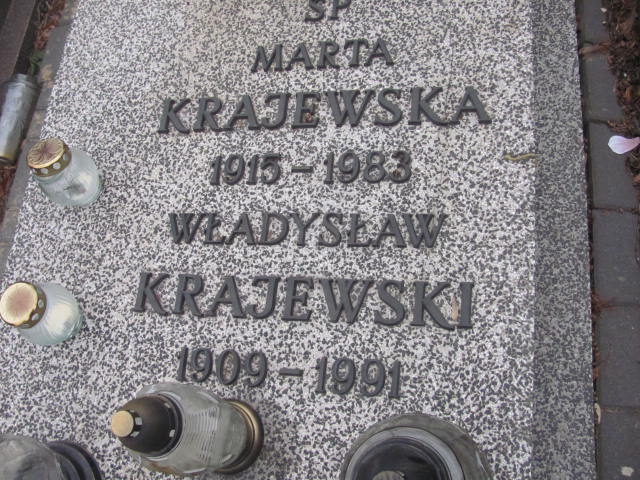 ŚP
MARTA
KRAJEWSKA
1915 – 1983
WŁADYSŁAW
KRAJEWSKI
1909 – 1991